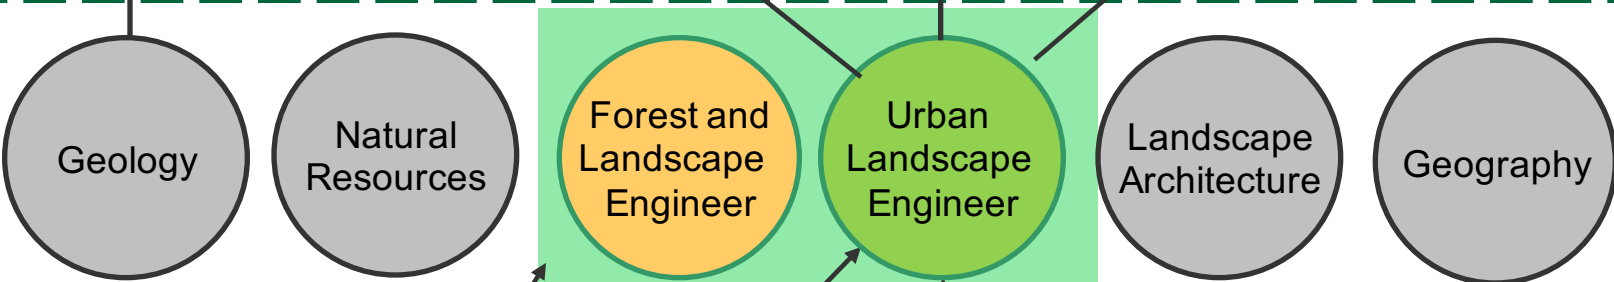 Geology
Natural
Resources
Forest and
Landscape
Engineer
Urban
Landscape
Engineer
Landscape
Architecture
Geography